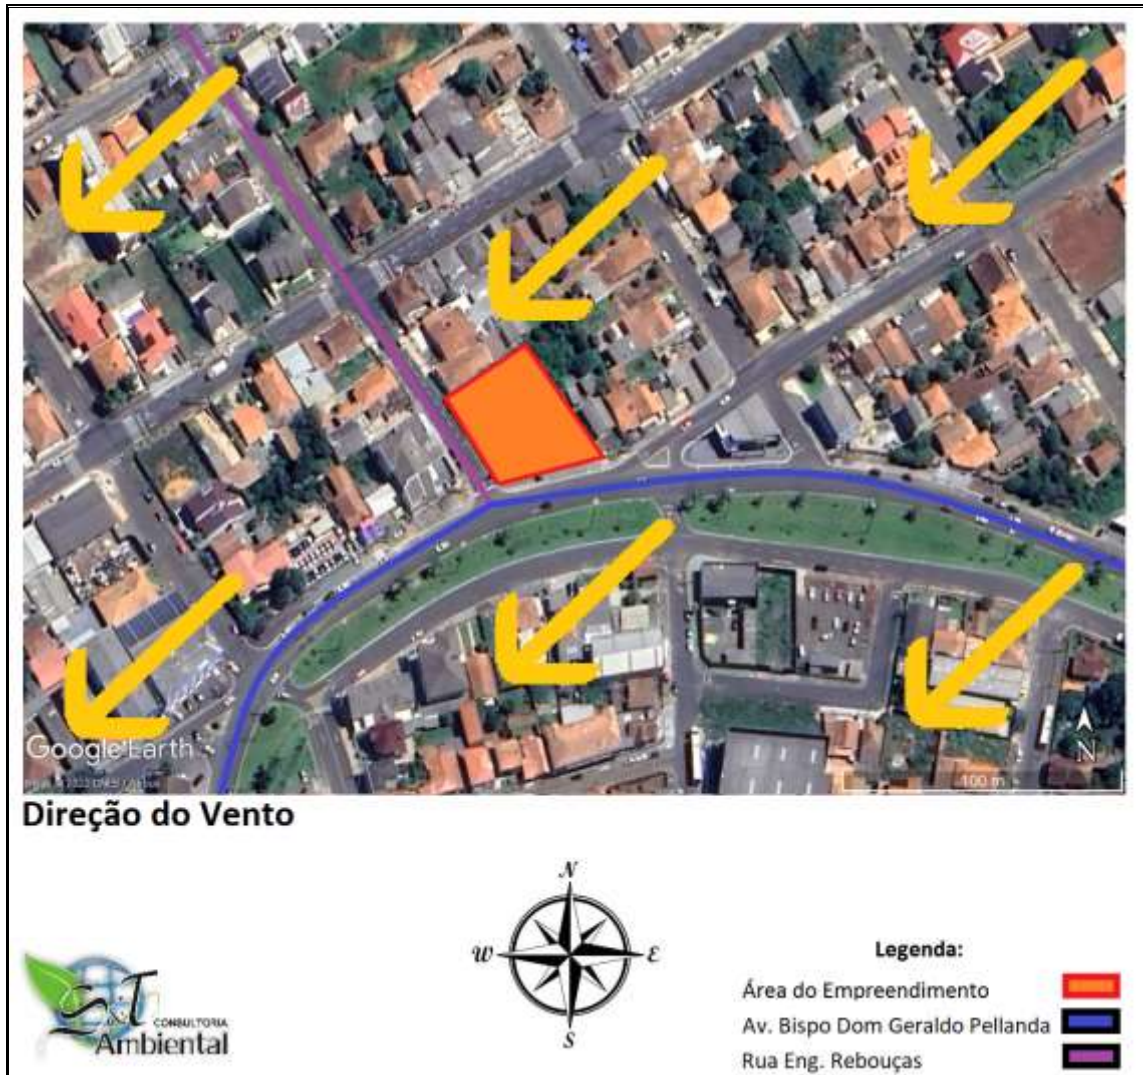 Google Earth
100 m
N
Direção do Vento
N
W
E
S
S&T
CONSULTORIA
Ambiental
Legenda:
Área do Empreendimento
Av. Bispo Dom Geraldo Pellanda
Rua Eng. Rebouças